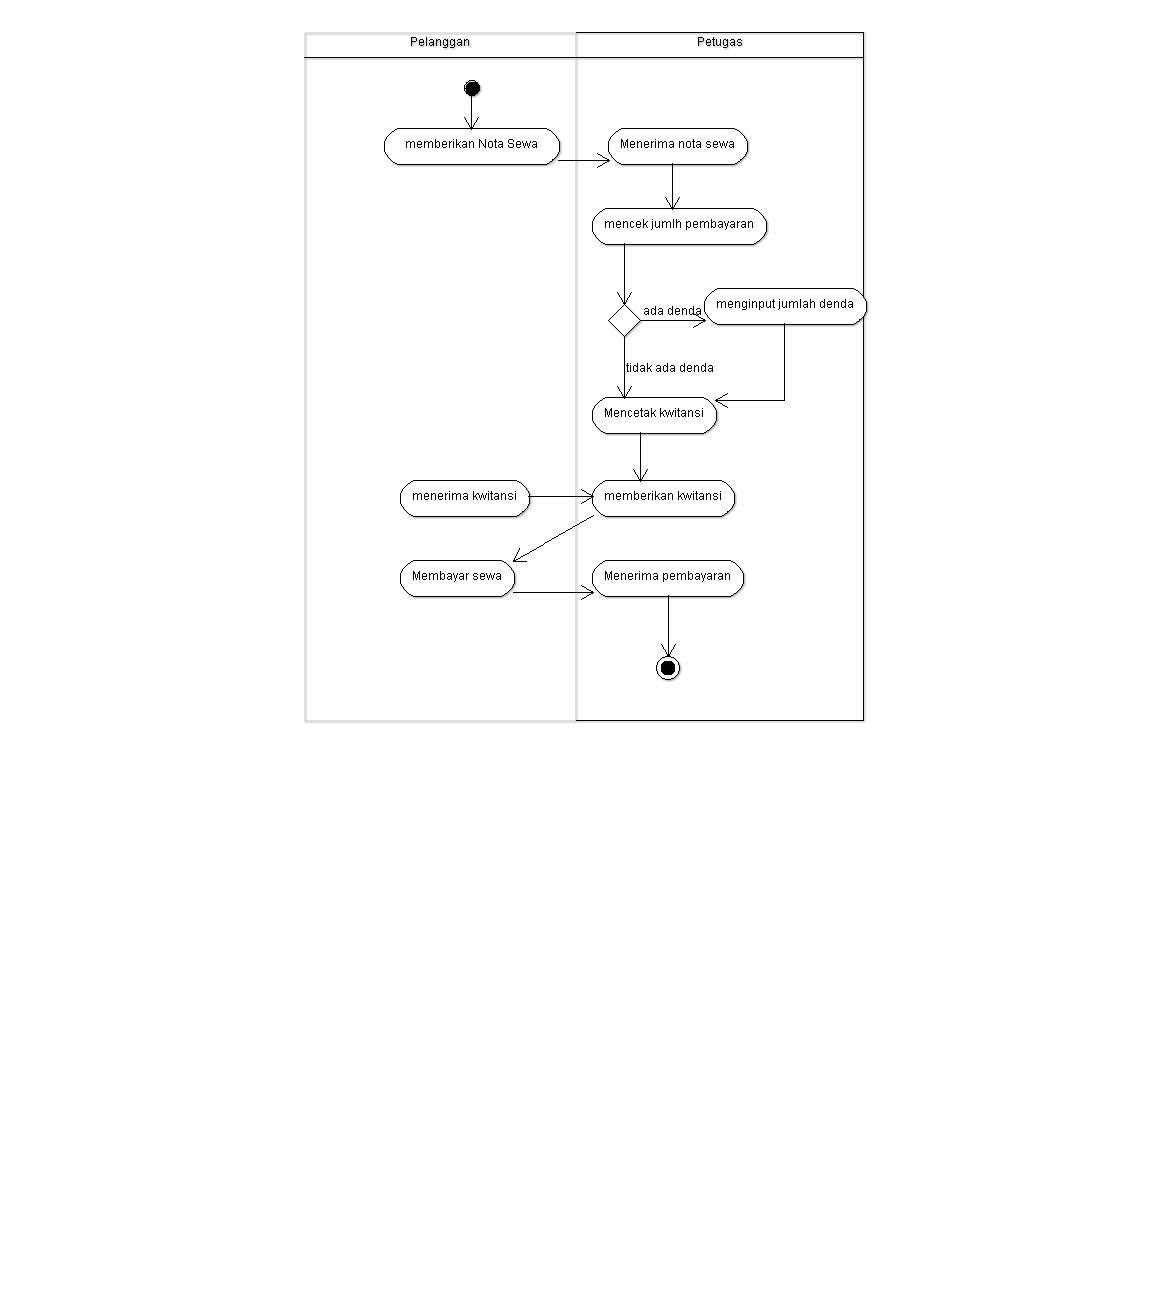 Pelanggan
Petugas
memberikan Nota Sewa
Menerima nota sewa
mencek jumlh pembayaran
ada denda
menginput jumlah denda
tidak ada denda
Mencetak kwitansi
menerima kwitansi
memberikan kwitansi
Membayar sewa
Menerima pembayaran